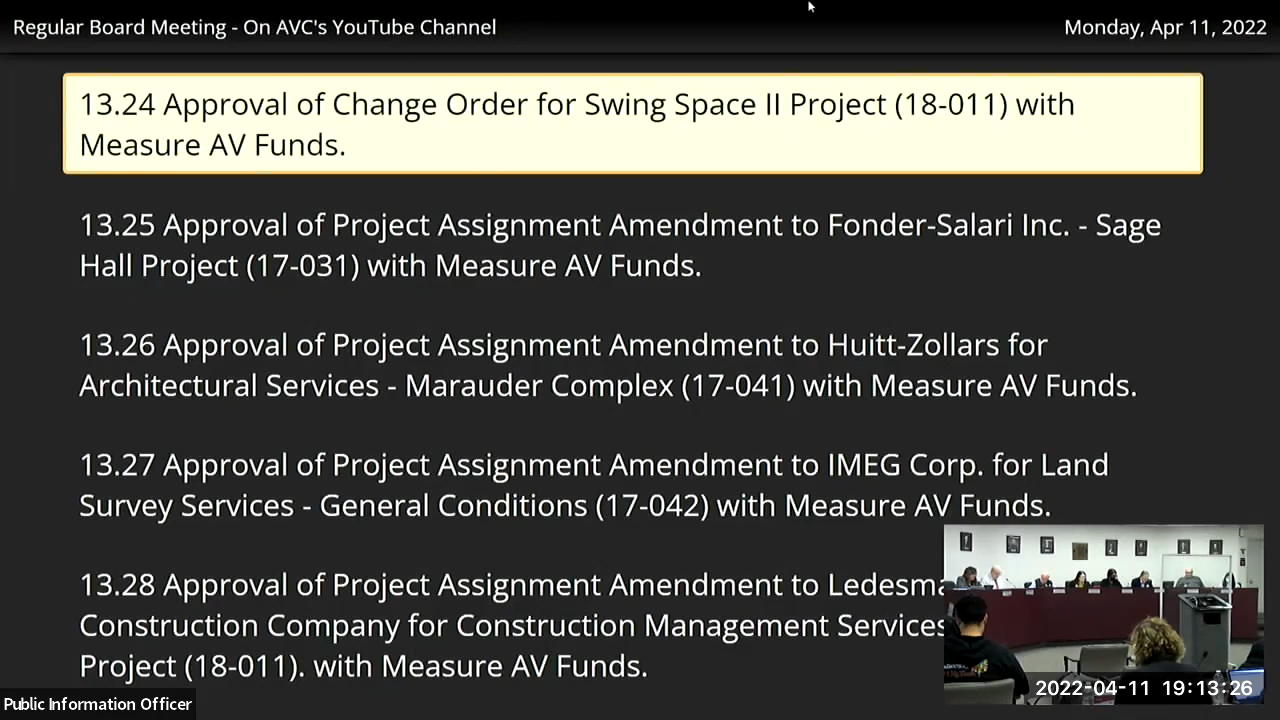 Regular Board Meeting - On AVC's YouTube Channel
Monday, Apr 11, 2022
13.24 Approval of Change Order for Swing Space II Project (18-011) with
Measure AV Funds.
13.25 Approval of Project Assignment Amendment to Fonder-Salari Inc. - Sage
Hall Project (17-031) with Measure AV Funds.
13.26 Approval of Project Assignment Amendment to Huitt-Zollars for
Architectural Services - Marauder Complex (17-041) with Measure AV Funds.
13.27 Approval of Project Assignment Amendment to IMEG Corp. for Land
Survey Services - General Conditions (17-042) with Measure AV Funds.
13.28 Approval of Project Assignment Amendment to Ledesma
Construction Company for Construction Management Services
Project (18-011). with Measure AV Funds.
2022-04-11 19:13:26
Public Information Officer